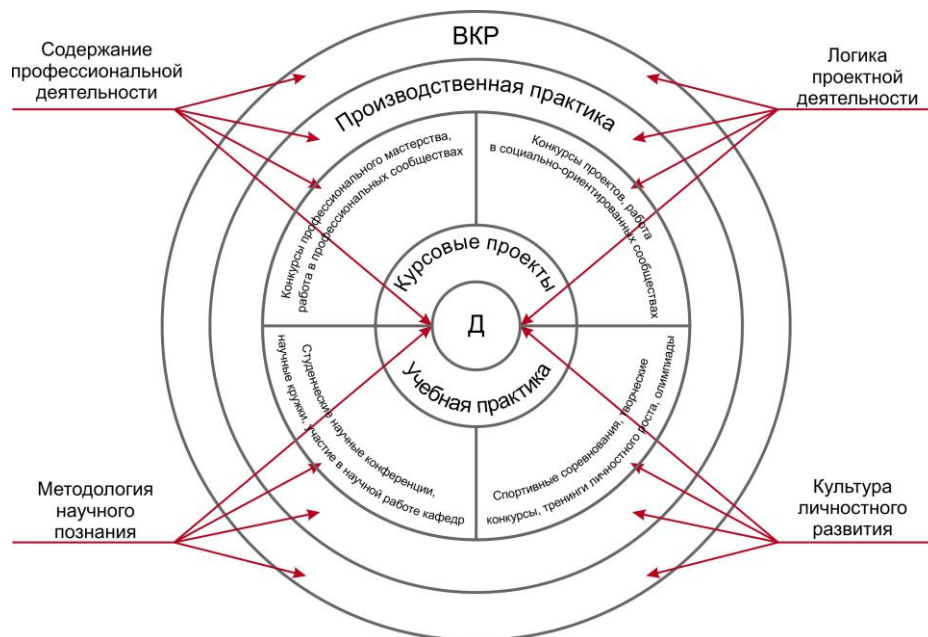 Содержание
профессиональной
деятельности
ВКР
Логика
проектной
деятельности
Производственная практика
Конкурсы профессионального мастерства,
работа в профессиональных сообществах
Конкурсы проектов, работа
в социально-ориентированных сообществах
Курсовые проекты
Д
Учебная практика
Студенческие научные конференции,
научные кружки, участие в научной работе кафедр
Спортивные соревнования, творческие
конкурсы, тренинги личностного роста, олимпиады
Методология
научного
познания
Культура
личностного
развития